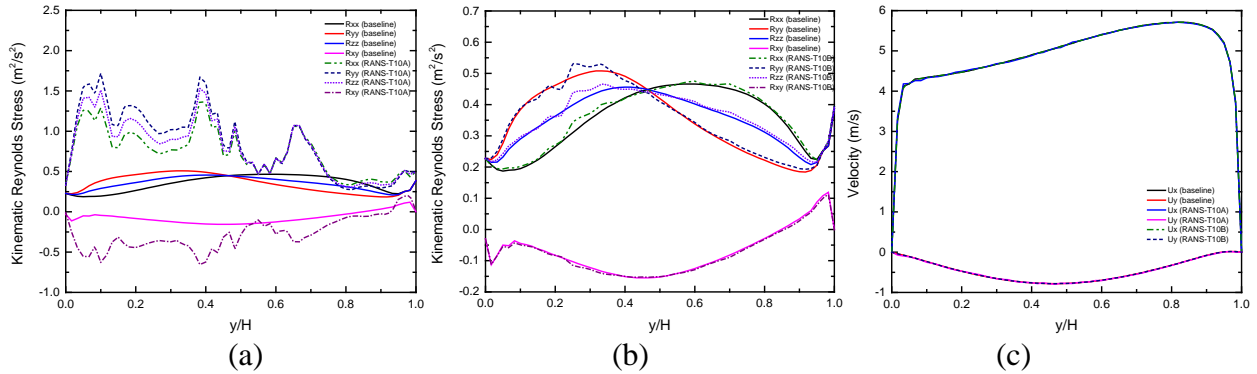 Kinematic Reynolds Stress (m²/s²)
2.5
2.0
1.5
1.0
0.5
0.0
-0.5
-1.0
0.0
0.2
0.4
0.6
0.8
1.0
y/H
Rxx (baseline)
Ryy (baseline)
Rzz (baseline)
Rxy (baseline)
Rxx (RANS-T10A)
Ryy (RANS-T10A)
Rzz (RANS-T10A)
Rxy (RANS-T10A)
(a)
Kinematic Reynolds Stress (m²/s²)
0.7
0.6
0.5
0.4
0.3
0.2
0.1
0.0
-0.1
-0.2
0.0
0.2
0.4
0.6
0.8
1.0
y/H
Rxx (baseline)
Ryy (baseline)
Rzz (baseline)
Rxy (baseline)
Rxx (RANS-T10B)
Ryy (RANS-T10B)
Rzz (RANS-T10B)
Rxy (RANS-T10B)
(b)
Velocity (m/s)
6
5
4
3
2
1
0
-1
0.0
0.2
0.4
0.6
0.8
1.0
y/H
Ux (baseline)
Uy (baseline)
Ux (RANS-T10A)
Uy (RANS-T10A)
Ux (RANS-T10B)
Uy (RANS-T10B)
(c)